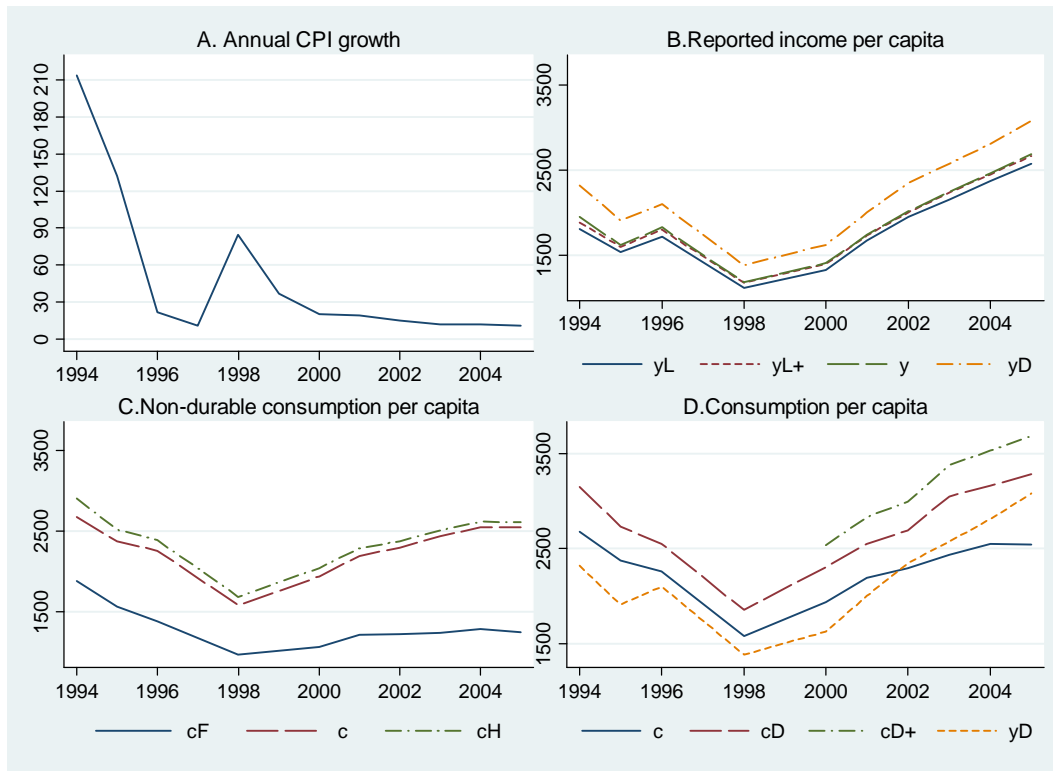 A. Annual CPI growth
0 30 60 90 120 150 180 210
1994 1996 1998 2000 2002 2004
B.Reported income per capita
1500 2500 3500
1994 1996 1998 2000 2002 2004
yL yL+ y yD
C.Non-durable consumption per capita
1500 2500 3500
1994 1996 1998 2000 2002 2004
cF c cH
D.Consumption per capita
1500 2500 3500
1994 1996 1998 2000 2002 2004
c cD cD+ yD